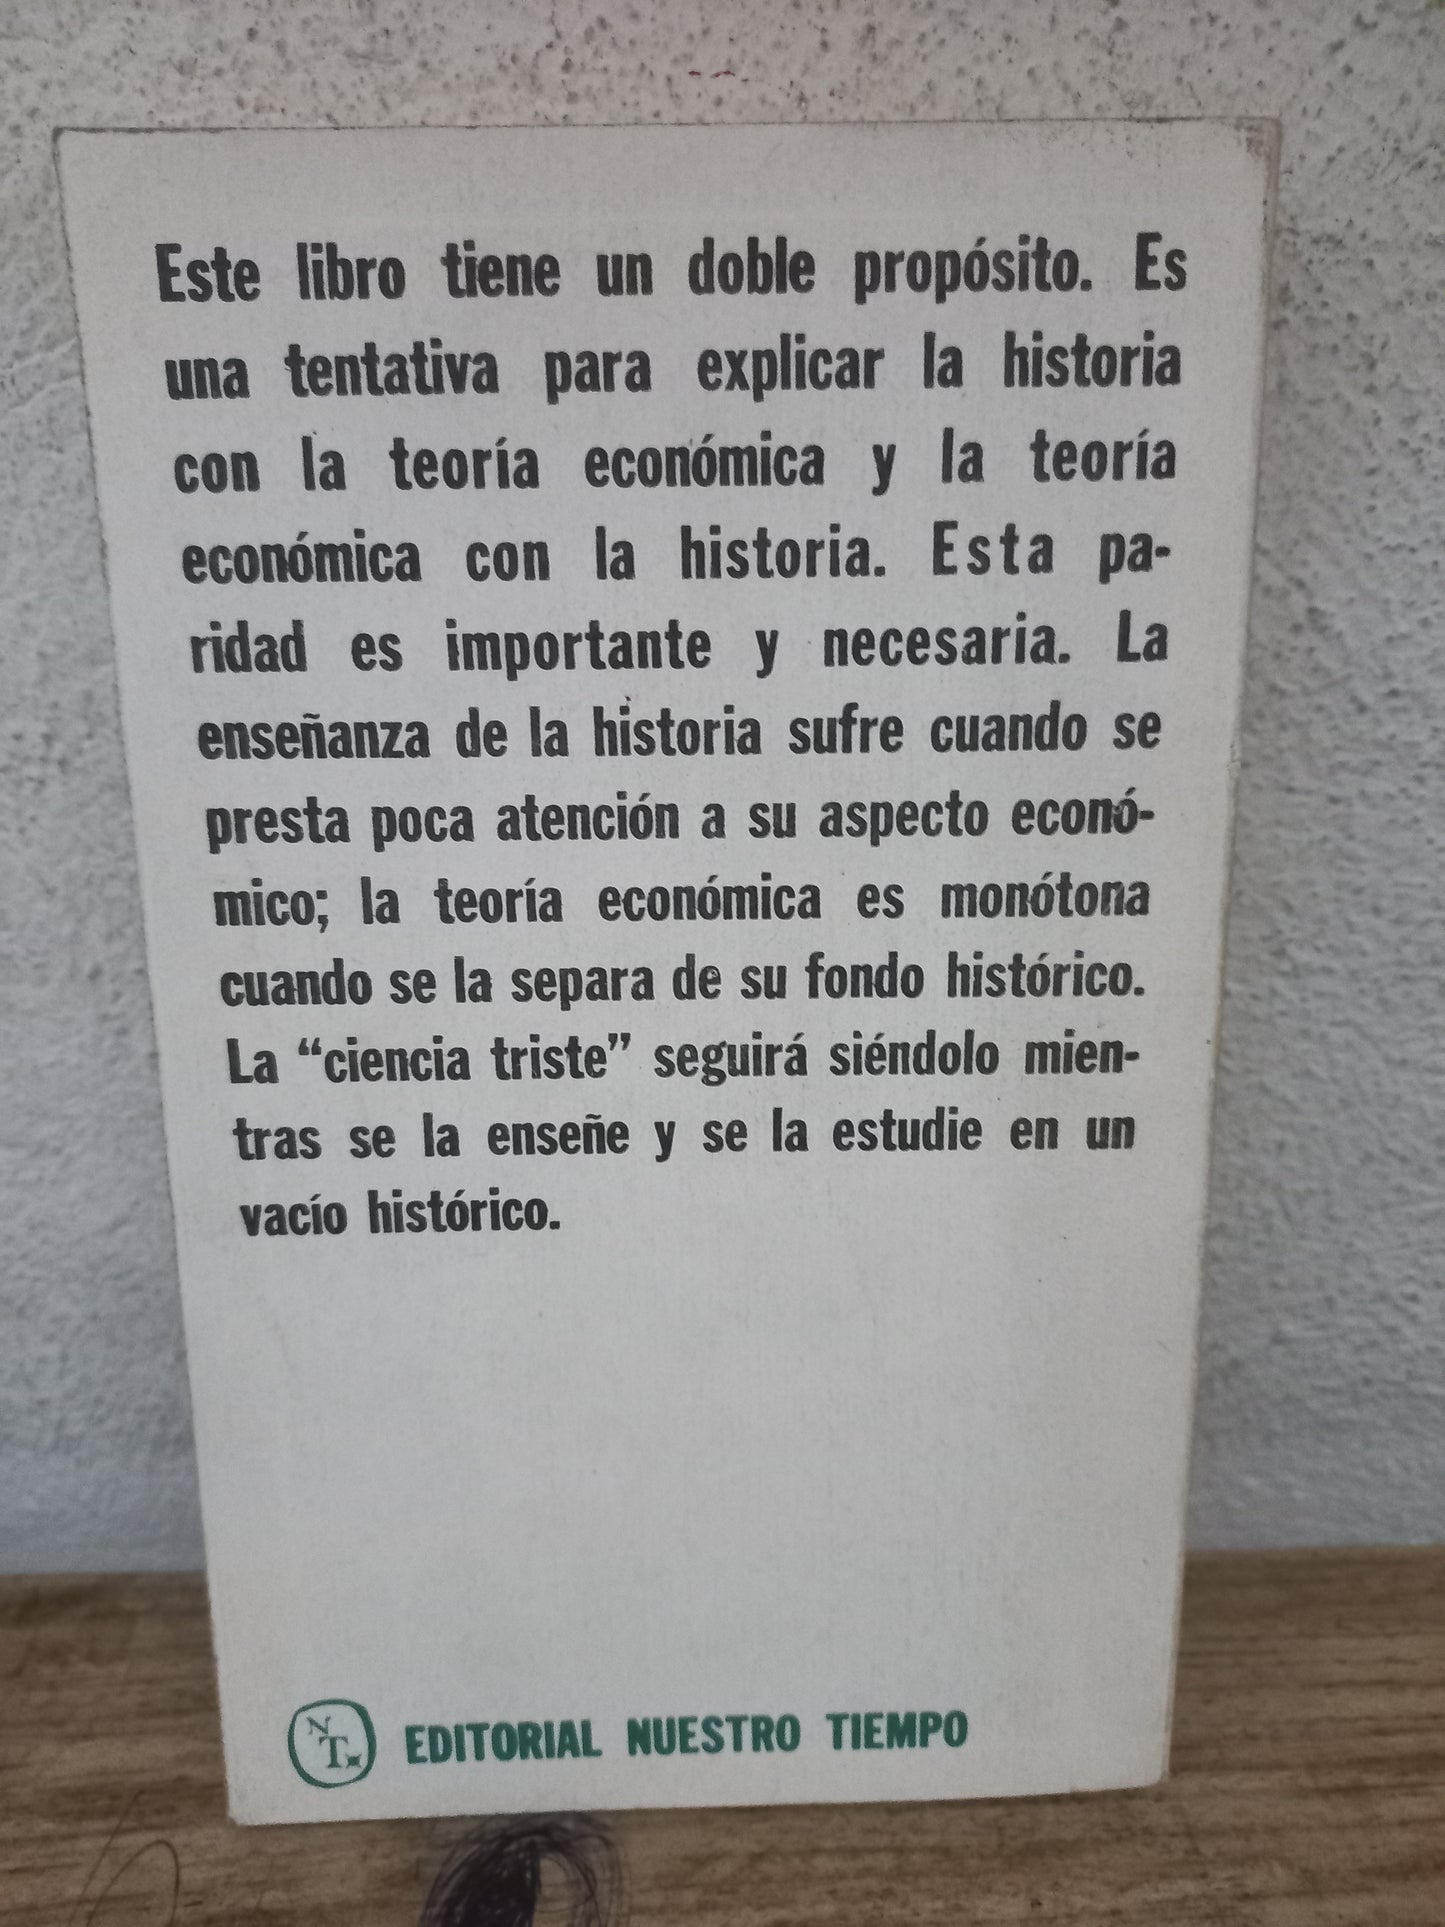 Este libro tiene un doble propósito. Es
una tentativa para explicar la historia
con la teoría económica y la teoría
económica con la historia. Esta pa-
ridad es importante y necesaria. La
enseñanza de la historia sufre cuando se
presta poca atención a su aspecto econó-
mico; la teoría económica es monótona
cuando se la separa de su fondo histórico.
La “ciencia triste” seguirá siéndolo mien-
tras se la enseñe y se la estudie en un
vacío histórico.
NT
EDITORIAL NUESTRO TIEMPO